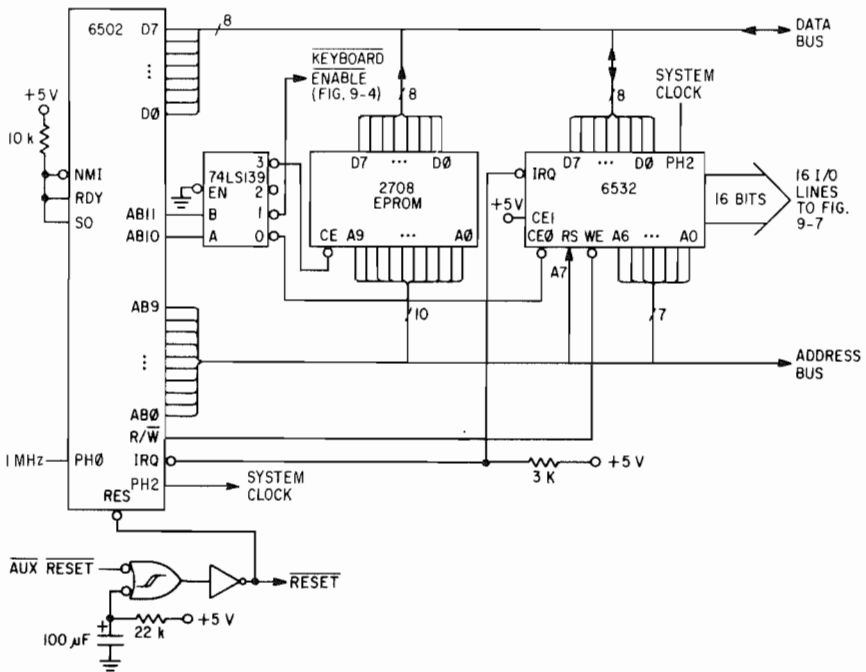 6502
D7
8
DATA
BUS
KEYBOARD
ENABLE
(FIG. 9-4)
SYSTEM
CLOCK
+5V
8
8
DØ
10 k
D7 ... DØ
D7 ... DØ PH2
3
74LS139
EN 2
NMI
RDY
SO
2708
EPROM
IRQ
6532
16 BITS
16 I/O
LINES
TO FIG.
9-7
+5V
CE1
AB11
B 1
AB10
A 0
CE A9 ... AØ
CEØ RS WE A6 ... AO
A7
10
7
AB9
ADDRESS
BUS
ABØ
R/W
1 MHz
PHØ
IRQ
3 K
+5 V
PH2
SYSTEM
CLOCK
RES
AUX RESET
RESET
+
22 k
+5 V
100 µF